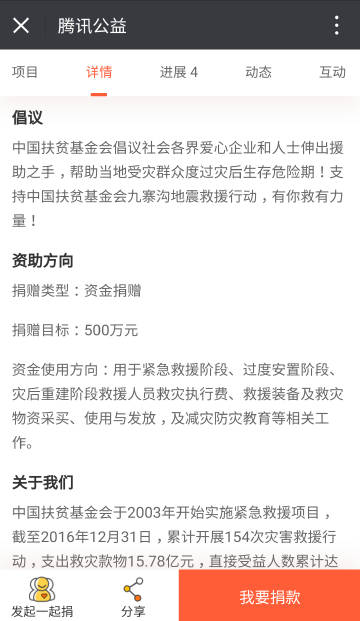 腾讯公益
项目 详情 进展 4 动态 互动
倡议
中国扶贫基金会倡议社会各界爱心企业和人士伸出援
助之手，帮助当地受灾群众度过灾后生存危险期！支
持中国扶贫基金会九寨沟地震救援行动，有你救有力
量！
资助方向
捐赠类型：资金捐赠
捐赠目标：500万元
资金使用方向：用于紧急救援阶段、过度安置阶段、
灾后重建阶段救援人员救灾执行费、救援装备及救灾
物资采买、使用与发放，及减灾防灾教育等相关工
作。
关于我们
中国扶贫基金会于2003年开始实施紧急救援项目，
截至2016年12月31日，累计开展154次灾害救援行
动，支出救灾款物15.78亿元，直接受益人数累计达
发起一起捐 分享 我要捐款